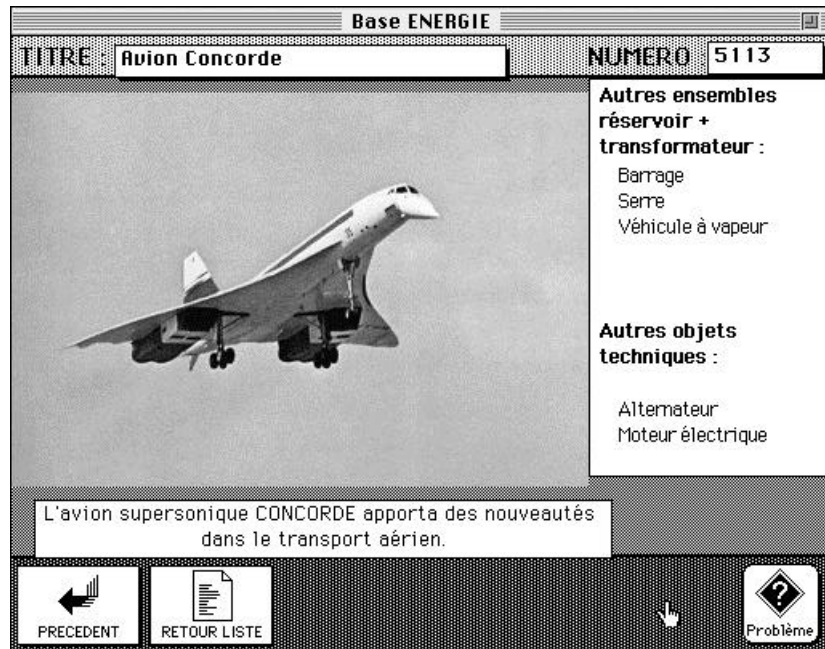 Base ENERGIE
TITRE : Avion Concorde
NUMERO : 5113
Autres ensembles
réservoir +
transformateur :
Barrage
Serre
Véhicule à vapeur
Autres objets
techniques :
Alternateur
Moteur électrique
L'avion supersonique CONCORDE apporta des nouveautés
dans le transport aérien.
PRECEDENT
RETOUR LISTE
Problème